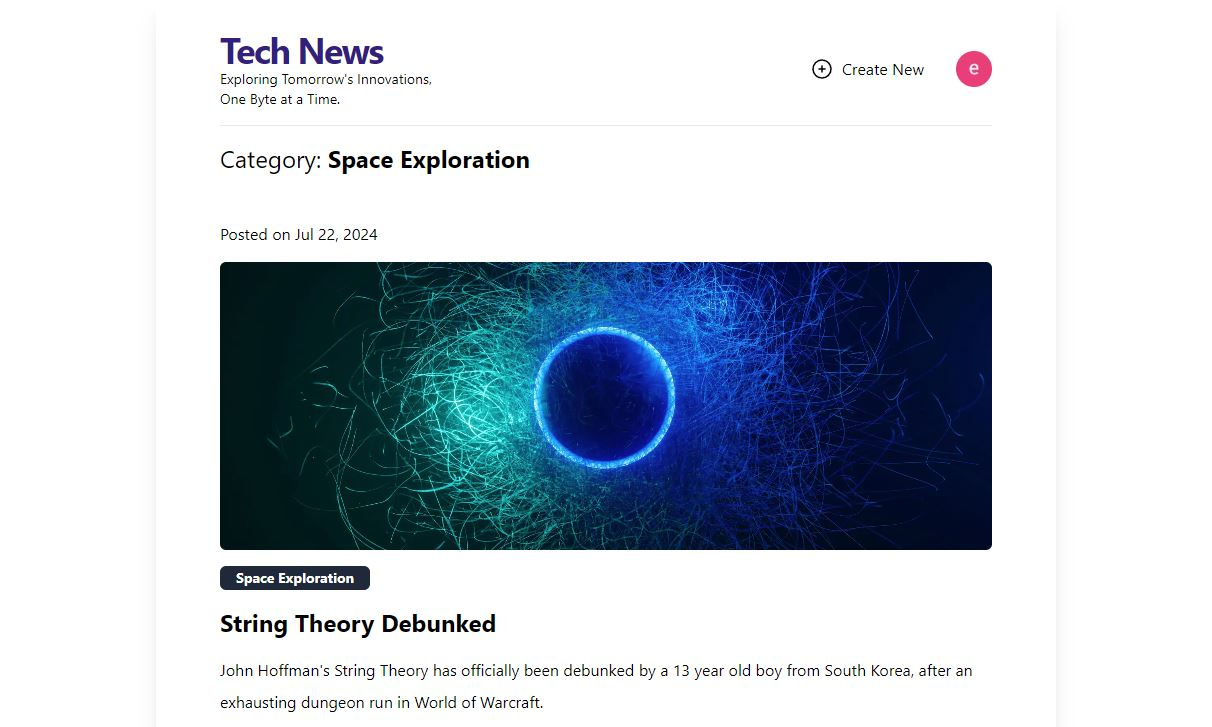 Tech News
Exploring Tomorrow's Innovations,
One Byte at a Time.
Create New
e
Category: Space Exploration
Posted on Jul 22, 2024
Space Exploration
String Theory Debunked
John Hoffman's String Theory has officially been debunked by a 13 year old boy from South Korea, after an
exhausting dungeon run in World of Warcraft.